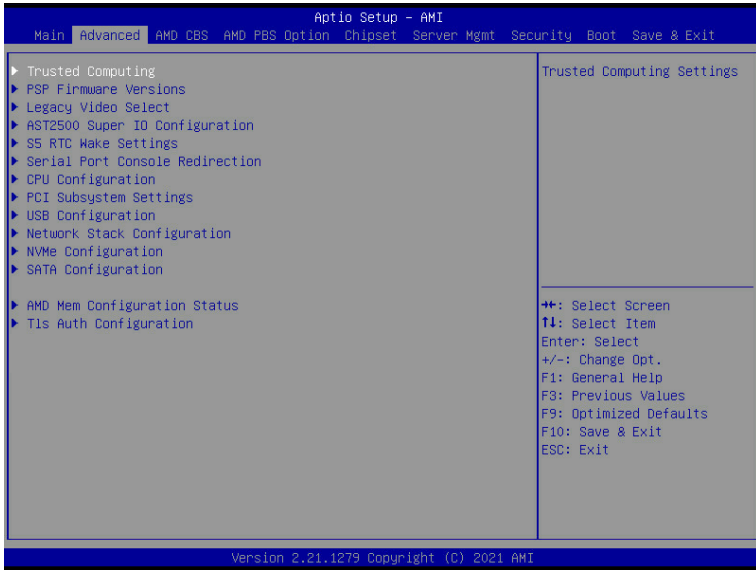 Aptio Setup - AMI
Main Advanced AMD CBS AMD PBS Option Chipset Server Mgmt Security Boot Save & Exit
Trusted Computing
PSP Firmware Versions
Legacy Video Select
AST2500 Super IO Configuration
S5 RTC Wake Settings
Serial Port Console Redirection
CPU Configuration
PCI Subsystem Settings
USB Configuration
Network Stack Configuration
NVMe Configuration
SATA Configuration
AMD Mem Configuration Status
Tls Auth Configuration
Trusted Computing Settings
→←: Select Screen
↑↓: Select Item
Enter: Select
+/-: Change Opt.
F1: General Help
F3: Previous Values
F9: Optimized Defaults
F10: Save & Exit
ESC: Exit
Version 2.21.1279 Copyright (C) 2021 AMI